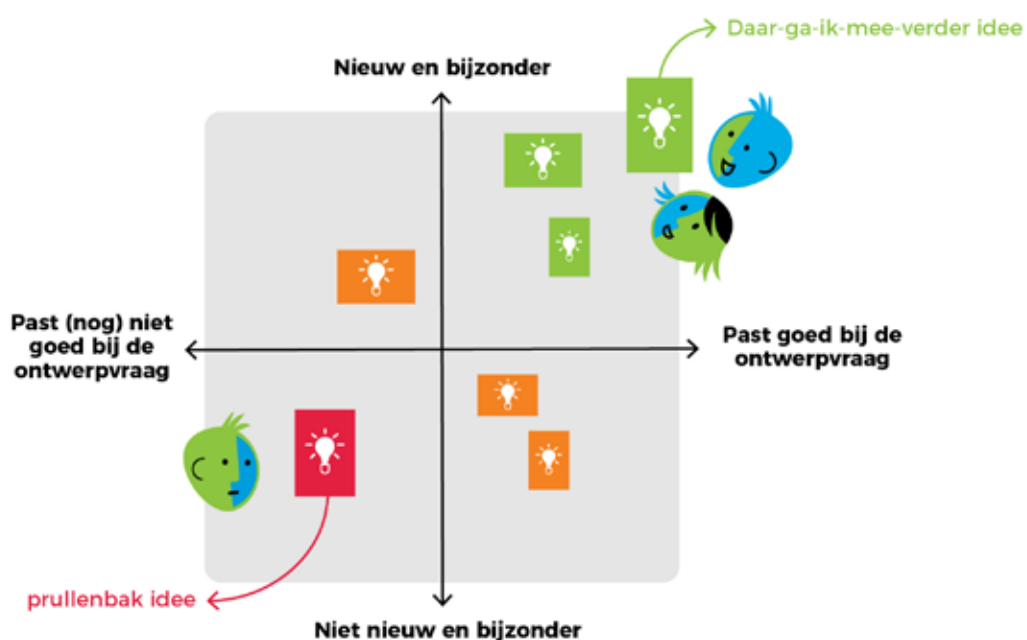 Daar-ga-ik-mee-verder idee
Nieuw en bijzonder
Past (nog) niet
goed bij de
ontwerpvraag
Past goed bij de
ontwerpvraag
prullenbak idee
Niet nieuw en bijzonder